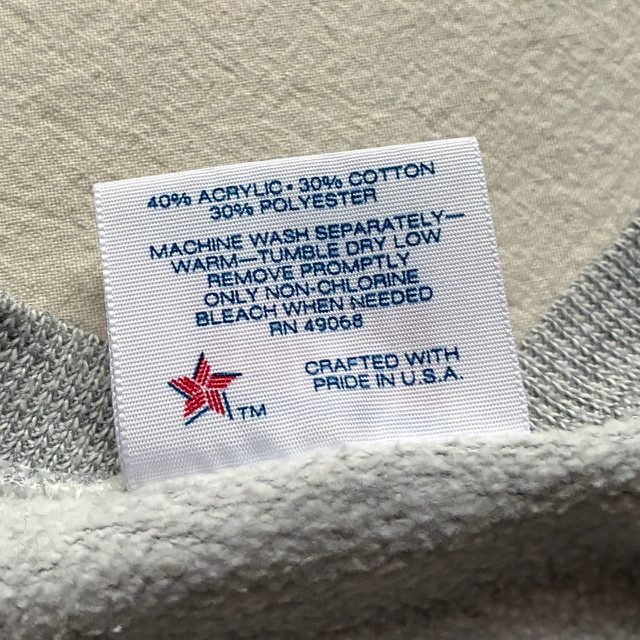 40% ACRYLIC • 30% COTTON
30% POLYESTER
MACHINE WASH SEPARATELY—
WARM—TUMBLE DRY LOW
REMOVE PROMPTLY
ONLY NON-CHLORINE
BLEACH WHEN NEEDED
RN 49068
CRAFTED WITH
PRIDE IN U.S.A.
TM